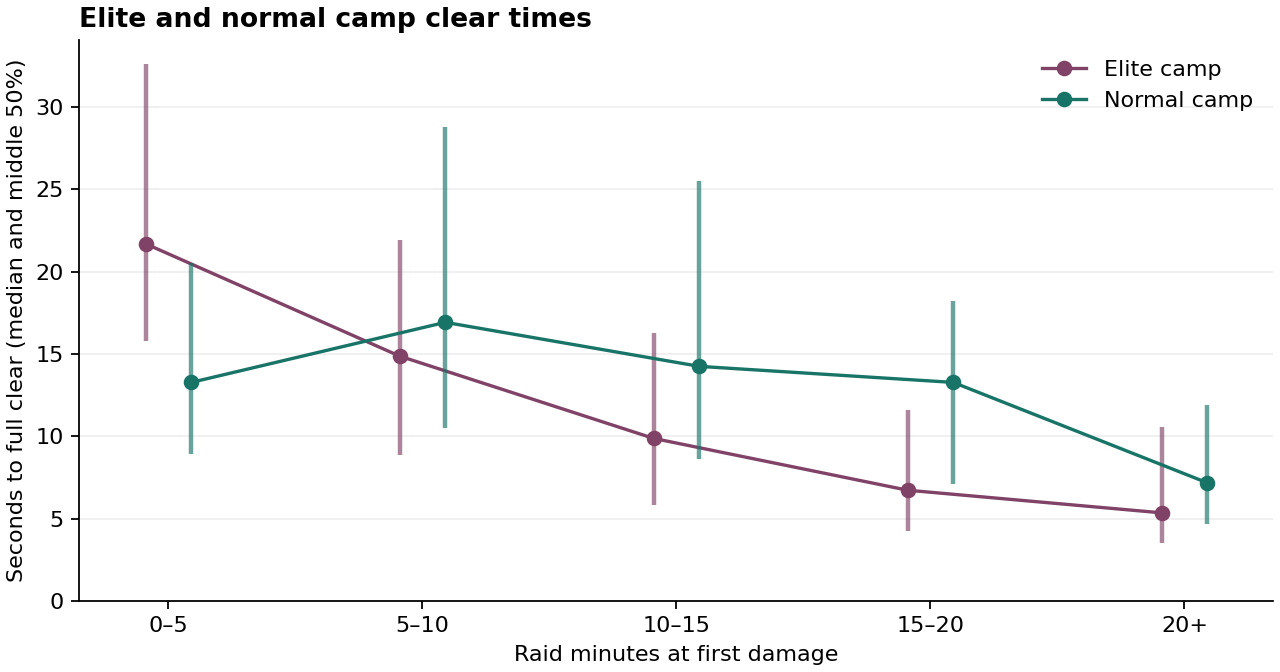 Elite and normal camp clear times
Elite camp
Normal camp
Seconds to full clear (median and middle 50%)
30
25
20
15
10
5
0
0–5
5–10
10–15
15–20
20+
Raid minutes at first damage